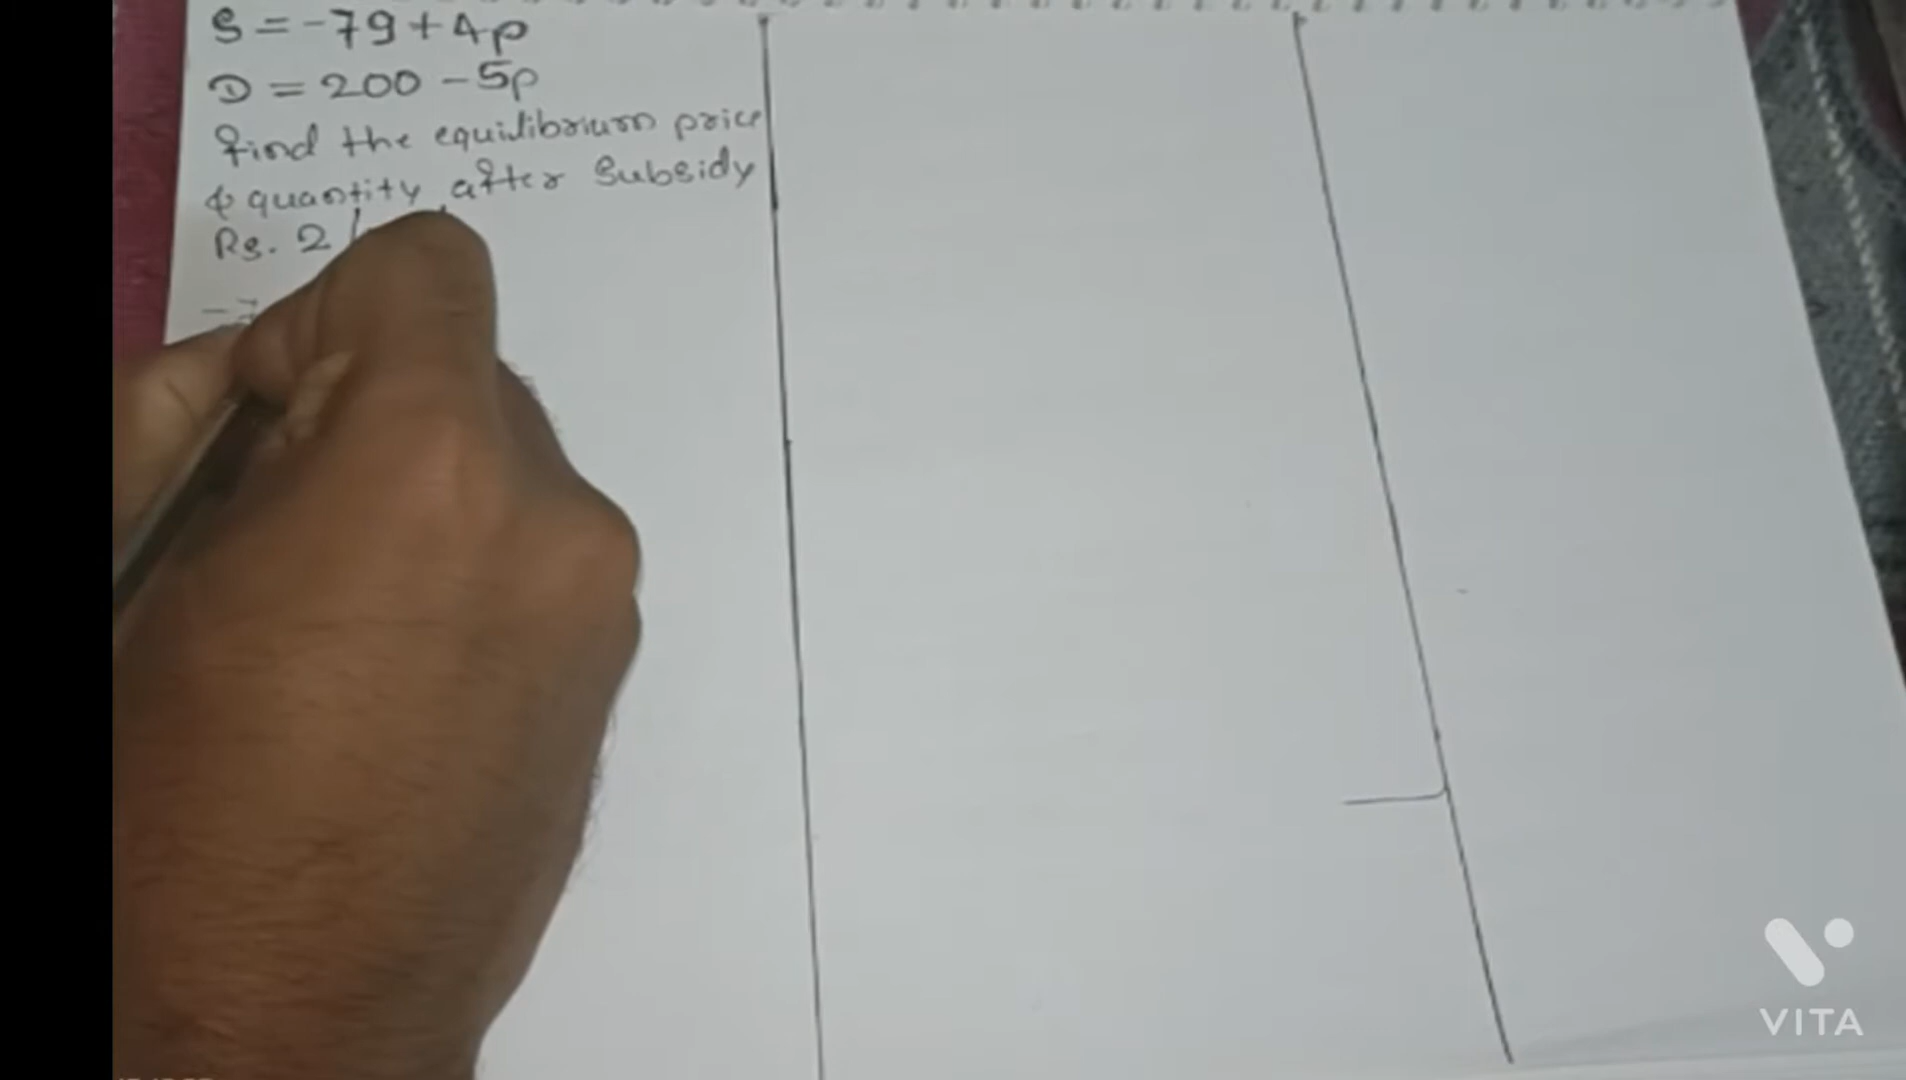 S = -79 + 4p
D = 200 - 5p
find the equilibrium price
& quantity after Subsidy
Rs. 2
VITA